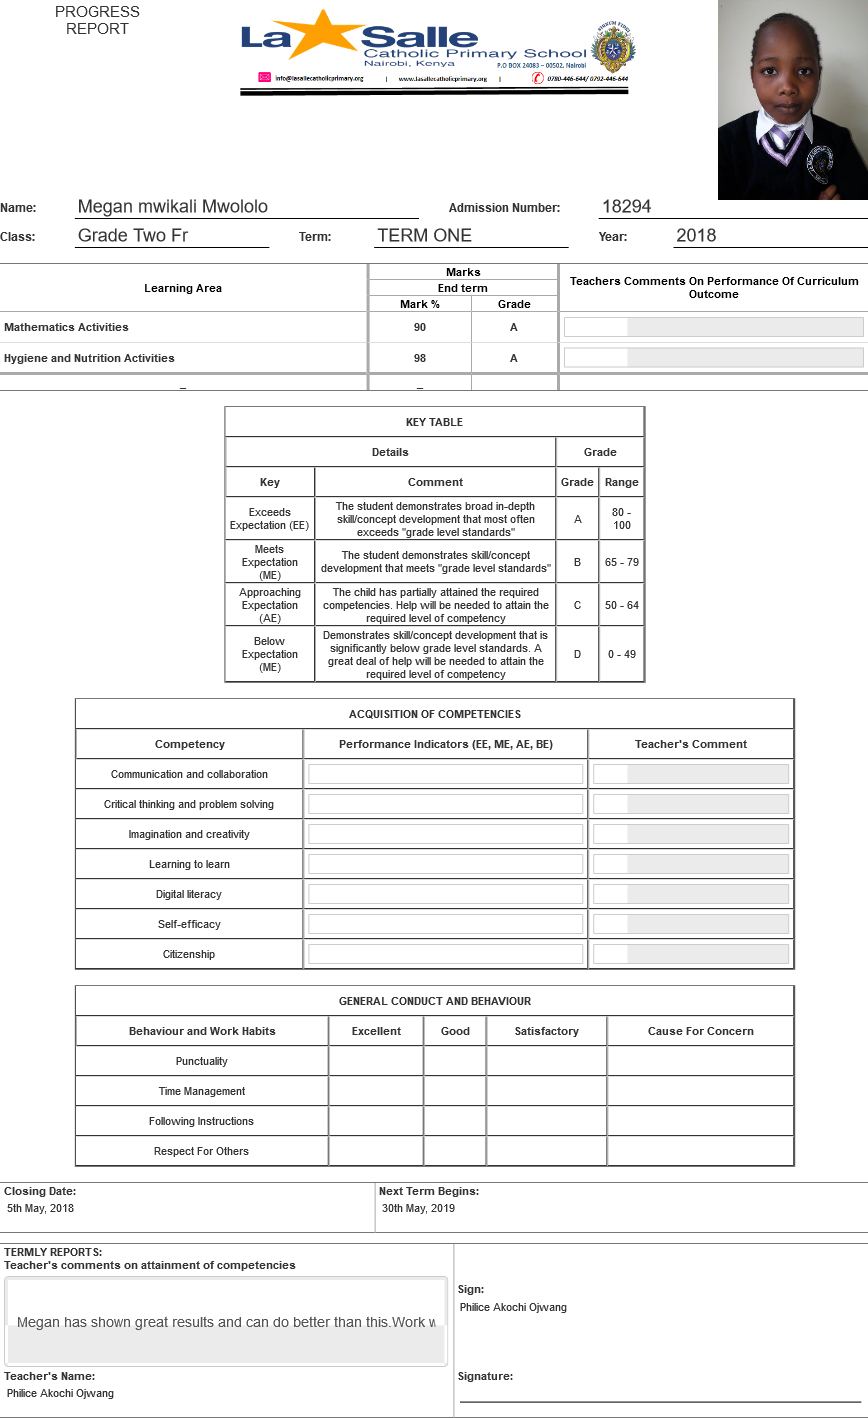 PROGRESS
REPORT
La Salle
Catholic Primary School
Nairobi, Kenya
P.O BOX 24083 – 00502, Nairobi
info@lasallecatholicprimary.org | www.lasallecatholicprimary.org | 0780-446-644/ 0792-446-644
Name: Megan mwikali Mwololo Admission Number: 18294
Class: Grade Two Fr Term: TERM ONE Year: 2018
Learning Area Marks Teachers Comments On Performance Of Curriculum Outcome
End term
Mark % Grade
Mathematics Activities 90 A
Hygiene and Nutrition Activities 98 A
_ _
KEY TABLE
Details Grade
Key Comment Grade Range
Exceeds Expectation (EE) The student demonstrates broad in-depth skill/concept development that most often exceeds "grade level standards" A 80 - 100
Meets Expectation (ME) The student demonstrates skill/concept development that meets "grade level standards" B 65 - 79
Approaching Expectation (AE) The child has partially attained the required competencies. Help will be needed to attain the required level of competency C 50 - 64
Below Expectation (ME) Demonstrates skill/concept development that is significantly below grade level standards. A great deal of help will be needed to attain the required level of competency D 0 - 49
ACQUISITION OF COMPETENCIES
Competency Performance Indicators (EE, ME, AE, BE) Teacher's Comment
Communication and collaboration
Critical thinking and problem solving
Imagination and creativity
Learning to learn
Digital literacy
Self-efficacy
Citizenship
GENERAL CONDUCT AND BEHAVIOUR
Behaviour and Work Habits Excellent Good Satisfactory Cause For Concern
Punctuality
Time Management
Following Instructions
Respect For Others
Closing Date: Next Term Begins:
5th May, 2018 30th May, 2019
TERMLY REPORTS:
Teacher's comments on attainment of competencies
Megan has shown great results and can do better than this.Work
Sign:
Philice Akochi Ojwang
Teacher's Name:
Philice Akochi Ojwang
Signature: